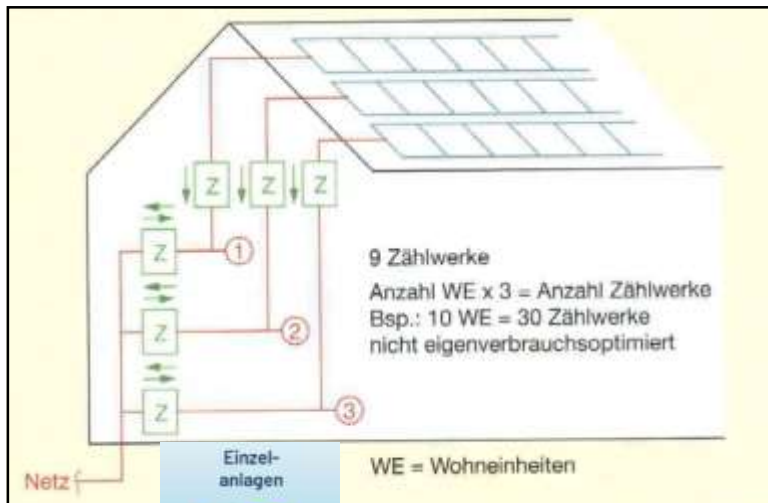 Z
Z
Z
Z
1
Z
2
Z
3
9 Zählwerke
Anzahl WE x 3 = Anzahl Zählwerke
Bsp.: 10 WE = 30 Zählwerke
nicht eigenverbrauchsoptimiert
Netz
Einzel-
anlagen
WE = Wohneinheiten